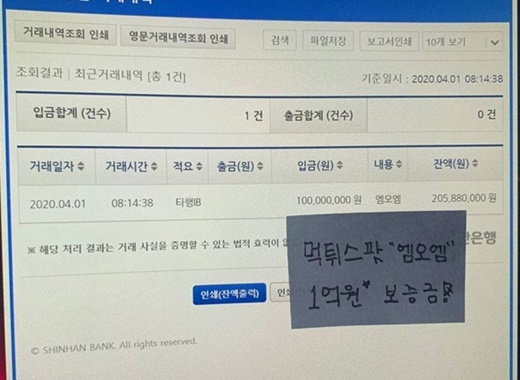 거래내역조회 인쇄 영문거래내역조회 인쇄 검색 파일저장 보고서인쇄 10개 보기
조회결과 | 최근거래내역 [총 1건] 기준일시 : 2020.04.01 08:14:38
입금합계 (건수) 1 건 출금합계 (건수) 0 건
거래일자 거래시간 적요 출금(원) 입금(원) 내용 잔액(원)
2020.04.01 08:14:38 타행IB 100,000,000 원 엠오엠 205,880,000 원
※ 해당 처리 결과는 거래 사실을 증명할 수 있는 법적 효력이 은행
먹튀스팟 "엠오엠"
1억원* 보증금!
인쇄(잔액출력)
© SHINHAN BANK. All rights reserved.